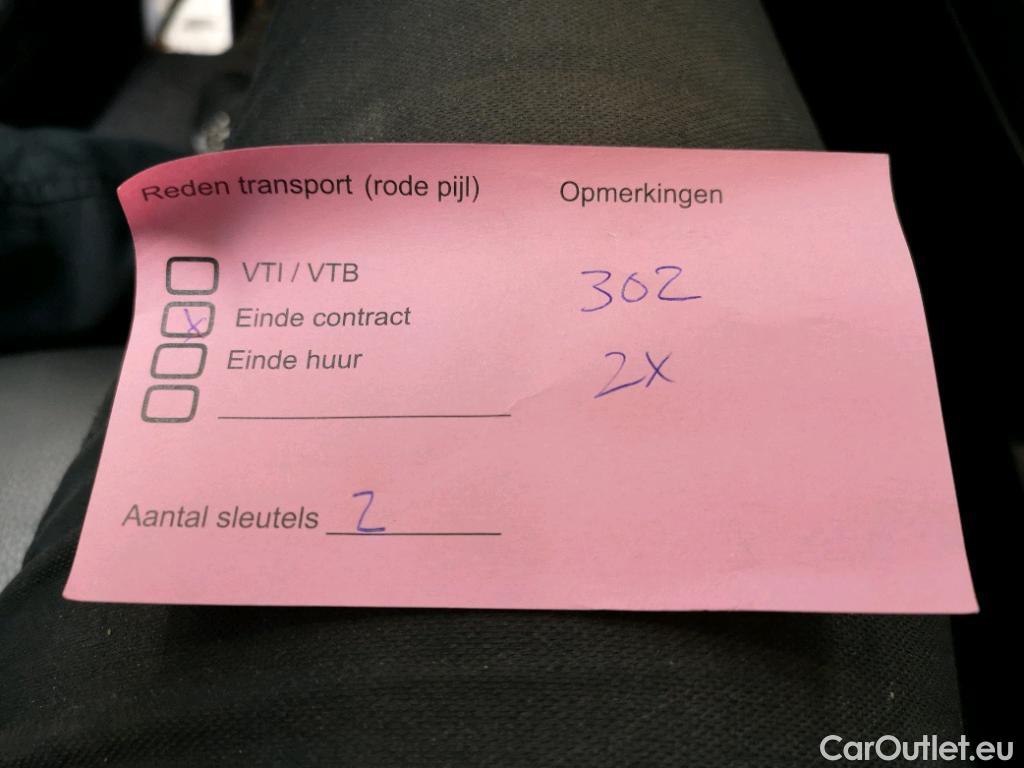 Reden transport (rode pijl)
Opmerkingen
VTI / VTB
302
X Einde contract
Einde huur
2x
Aantal sleutels 2
CarOutlet.eu